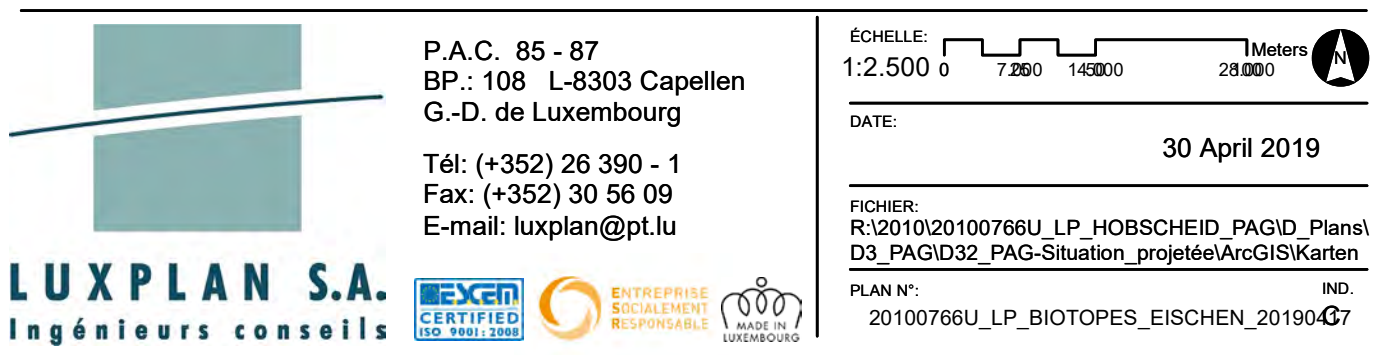 LUXPLAN S.A.
Ingénieurs conseils
P.A.C. 85 - 87
BP.: 108 L-8303 Capellen
G.-D. de Luxembourg
Tél: (+352) 26 390 - 1
Fax: (+352) 30 56 09
E-mail: luxplan@pt.lu
ESCEM
CERTIFIED
ISO 9001: 2008
ENTREPRISE
SOCIALEMENT
RESPONSABLE
MADE IN
LUXEMBOURG
ÉCHELLE:
1:2.500
Meters
N
0
DATE:
30 April 2019
FICHIER:
R:\2010\20100766U_LP_HOBSCHEID_PAG\D_Plans\
D3_PAG\D32_PAG-Situation_projetée\ArcGIS\Karten
PLAN N°:
IND.
20100766U_LP_BIOTOPES_EISCHEN_20190417
C